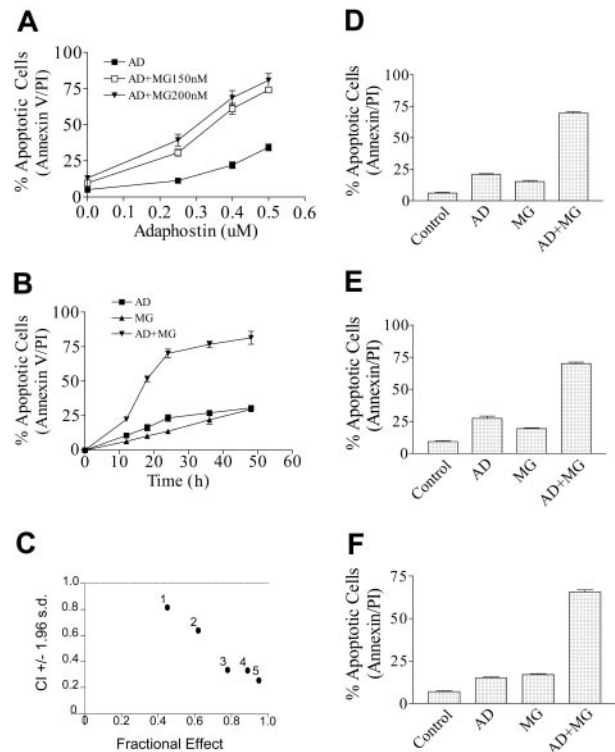 A
% Apoptotic Cells
(Annexin V/PI)
100
75
50
25
0
AD
AD+MG150nM
AD+MG200nM
0.0 0.1 0.2 0.3 0.4 0.5 0.6
Adaphostin (uM)
B
% Apoptotic Cells
(Annexin V/PI)
100
75
50
25
0
AD
MG
AD+MG
0 10 20 30 40 50 60
Time (h)
C
CI +/- 1.96 s.d.
1.0
0.8
0.6
0.4
0.2
0
1
2
3
4
5
0 0.2 0.4 0.6 0.8 1.0
Fractional Effect
D
% Apoptotic Cells
(Annexin/PI)
100
75
50
25
0
Control
AD
MG
AD+MG
E
% Apoptotic Cells
(Annexin/PI)
100
75
50
25
0
Control
AD
MG
AD+MG
F
% Apoptotic Cells
(Annexin/PI)
75
50
25
0
Control
AD
MG
AD+MG